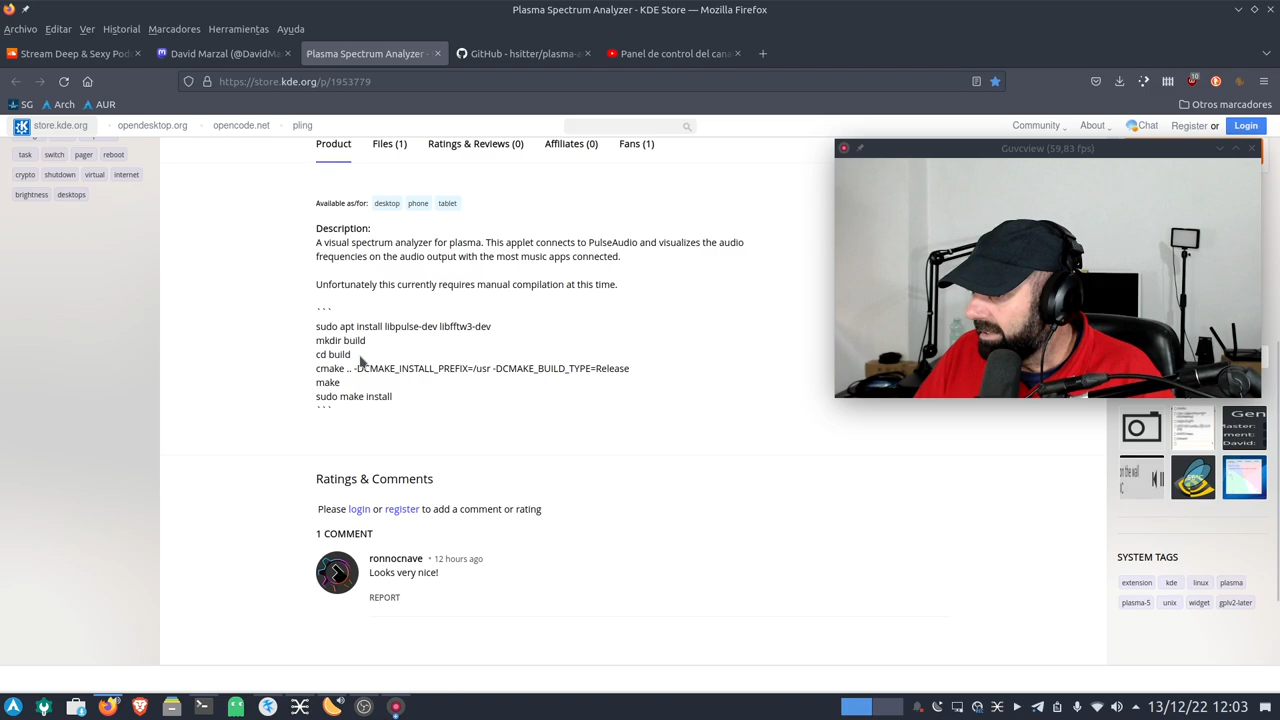 Plasma Spectrum Analyzer - KDE Store — Mozilla Firefox
Archivo Editar Ver Historial Marcadores Herramientas Ayuda
Stream Deep & Sexy Pod
David Marzal (@DavidMa
Plasma Spectrum Analyzer -
GitHub - hsitter/plasma-a
Panel de control del cana
https://store.kde.org/p/1953779
10
SG Arch AUR
Otros marcadores
store.kde.org opendesktop.org opencode.net pling
Community About Chat Register or Login
task switch pager reboot
crypto shutdown virtual internet
brightness desktops
Product Files (1) Ratings & Reviews (0) Affiliates (0) Fans (1)
Guvcview (59,83 fps)
Available as/for: desktop phone tablet
Description:
A visual spectrum analyzer for plasma. This applet connects to PulseAudio and visualizes the audio
frequencies on the audio output with the most music apps connected.
Unfortunately this currently requires manual compilation at this time.
```
sudo apt install libpulse-dev libfftw3-dev
mkdir build
cd build
cmake .. -DCMAKE_INSTALL_PREFIX=/usr -DCMAKE_BUILD_TYPE=Release
make
sudo make install
```
Ratings & Comments
Please login or register to add a comment or rating
1 COMMENT
ronnocnave • 12 hours ago
Looks very nice!
REPORT
SYSTEM TAGS
extension kde linux plasma
plasma-5 unix widget gplv2-later
13/12/22 12:03